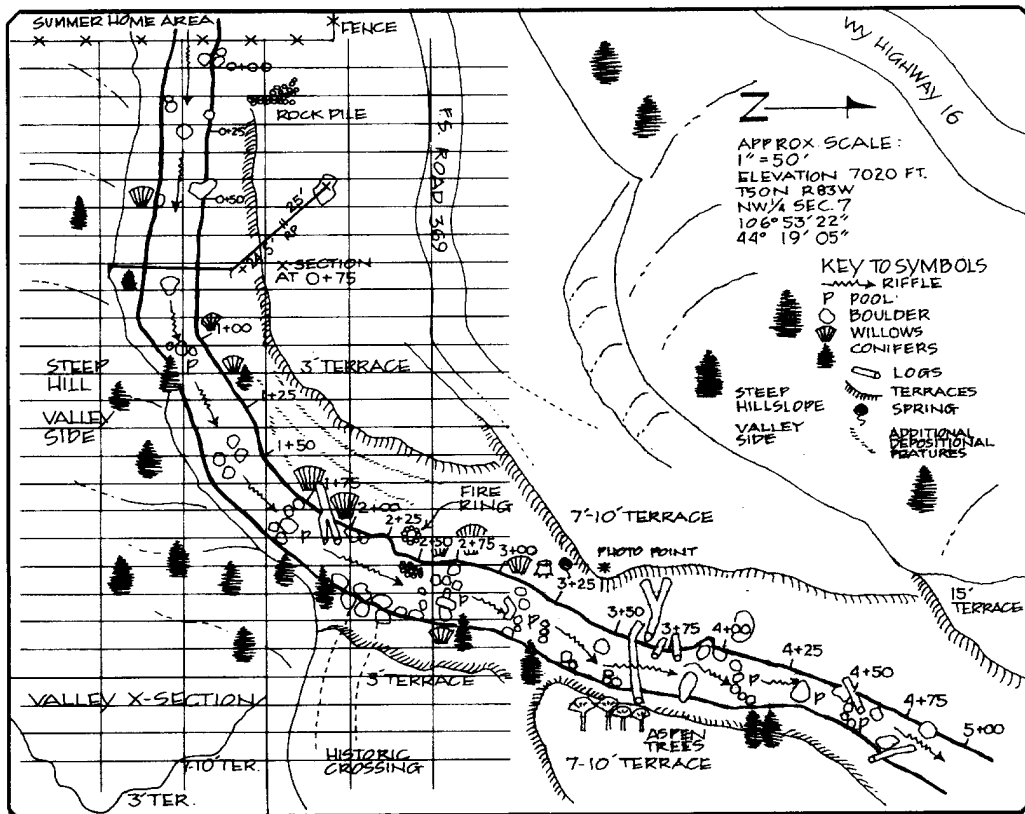 SUMMER HOME AREA
FENCE
0+00
ROCK PILE
0+25
0+50
25'
RP
24.5'
X-SECTION
AT 0+75
F.S. ROAD 369
WY HIGHWAY 16
N
APPROX SCALE:
1" = 50'
ELEVATION 7020 FT.
T50N R83W
NW¼ SEC. 7
106° 53' 22"
44° 19' 05"
KEY TO SYMBOLS
RIFFLE
P POOL
BOULDER
WILLOWS
CONIFERS
LOGS
TERRACES
SPRING
ADDITIONAL
DEPOSITIONAL
FEATURES
STEEP
HILLSLOPE
VALLEY
SIDE
1+00
P
STEEP
HILL
VALLEY
SIDE
3' TERRACE
1+25
1+50
1+75
2+00
P
2+25
FIRE
RING
2+50
2+75
P
3+00
P
3+25
7'-10' TERRACE
PHOTO POINT
15'
TERRACE
3+50
3+75
4+00
P
4+25
P
4+50
P
4+75
5+00
3' TERRACE
ASPEN
TREES
7-10' TERRACE
HISTORIC
CROSSING
VALLEY X-SECTION
7-10' TER.
3' TER.